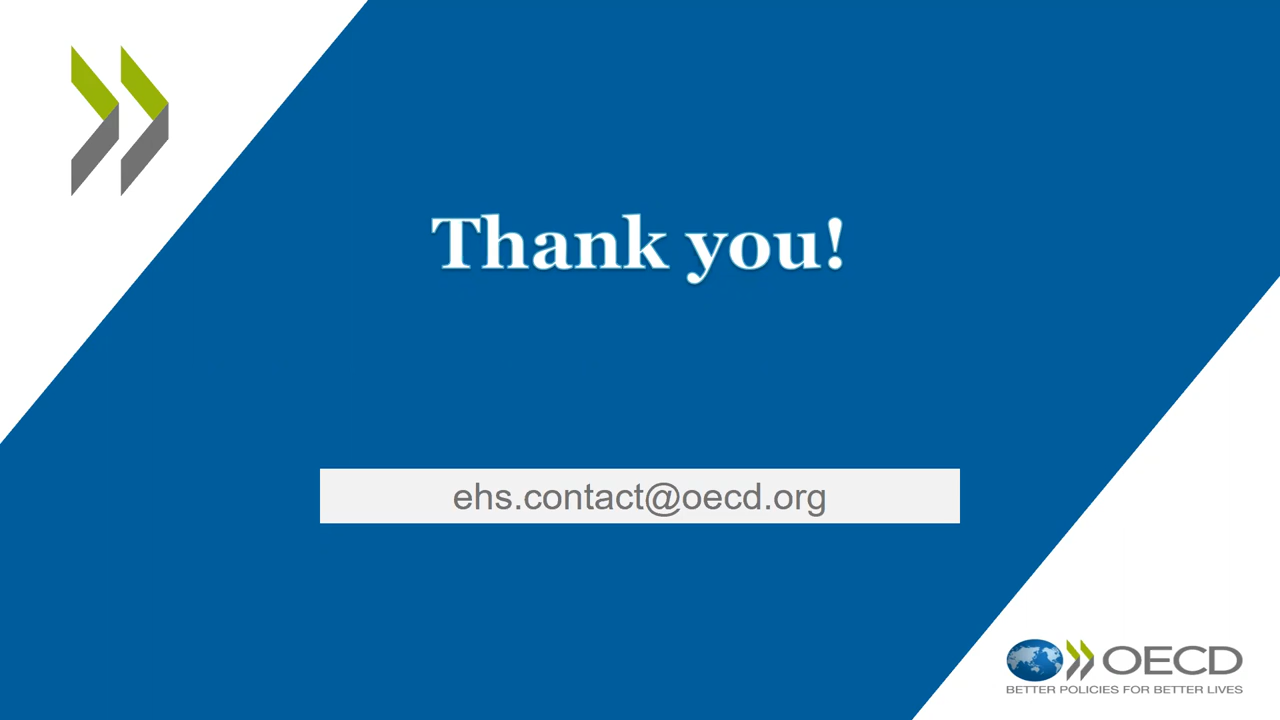 Thank you!
ehs.contact@oecd.org
OECD
BETTER POLICIES FOR BETTER LIVES